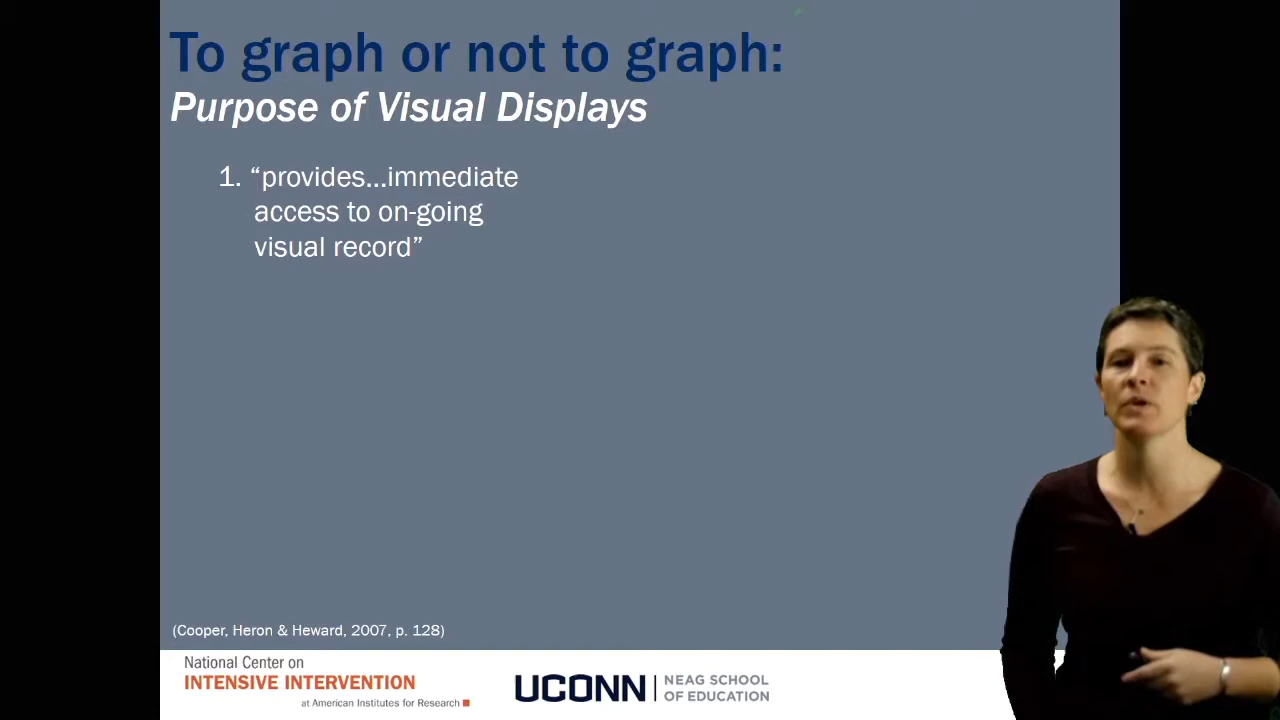 To graph or not to graph:
Purpose of Visual Displays
1. “provides...immediate
access to on-going
visual record”
(Cooper, Heron & Heward, 2007, p. 128)
National Center on
INTENSIVE INTERVENTION
at American Institutes for Research
UCONN
NEAG SCHOOL
OF EDUCATION